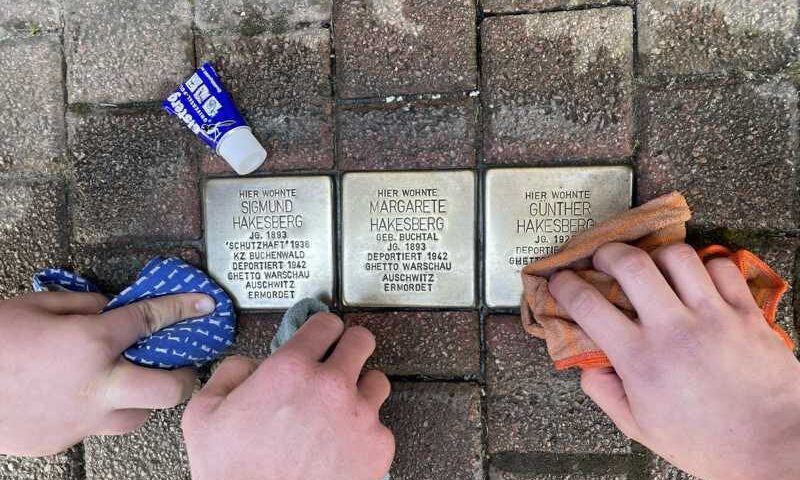 HIER WOHNTE
SIGMUND
HAKESBERG
JG. 1893
"SCHUTZHAFT" 1938
KZ BUCHENWALD
DEPORTIERT 1942
GHETTO WARSCHAU
AUSCHWITZ
ERMORDET
HIER WOHNTE
MARGARETE
HAKESBERG
GEB. BUCHTAL
JG. 1893
DEPORTIERT 1942
GHETTO WARSCHAU
AUSCHWITZ
ERMORDET
HIER WOHNTE
GÜNTHER
HAKESBERG
JG.